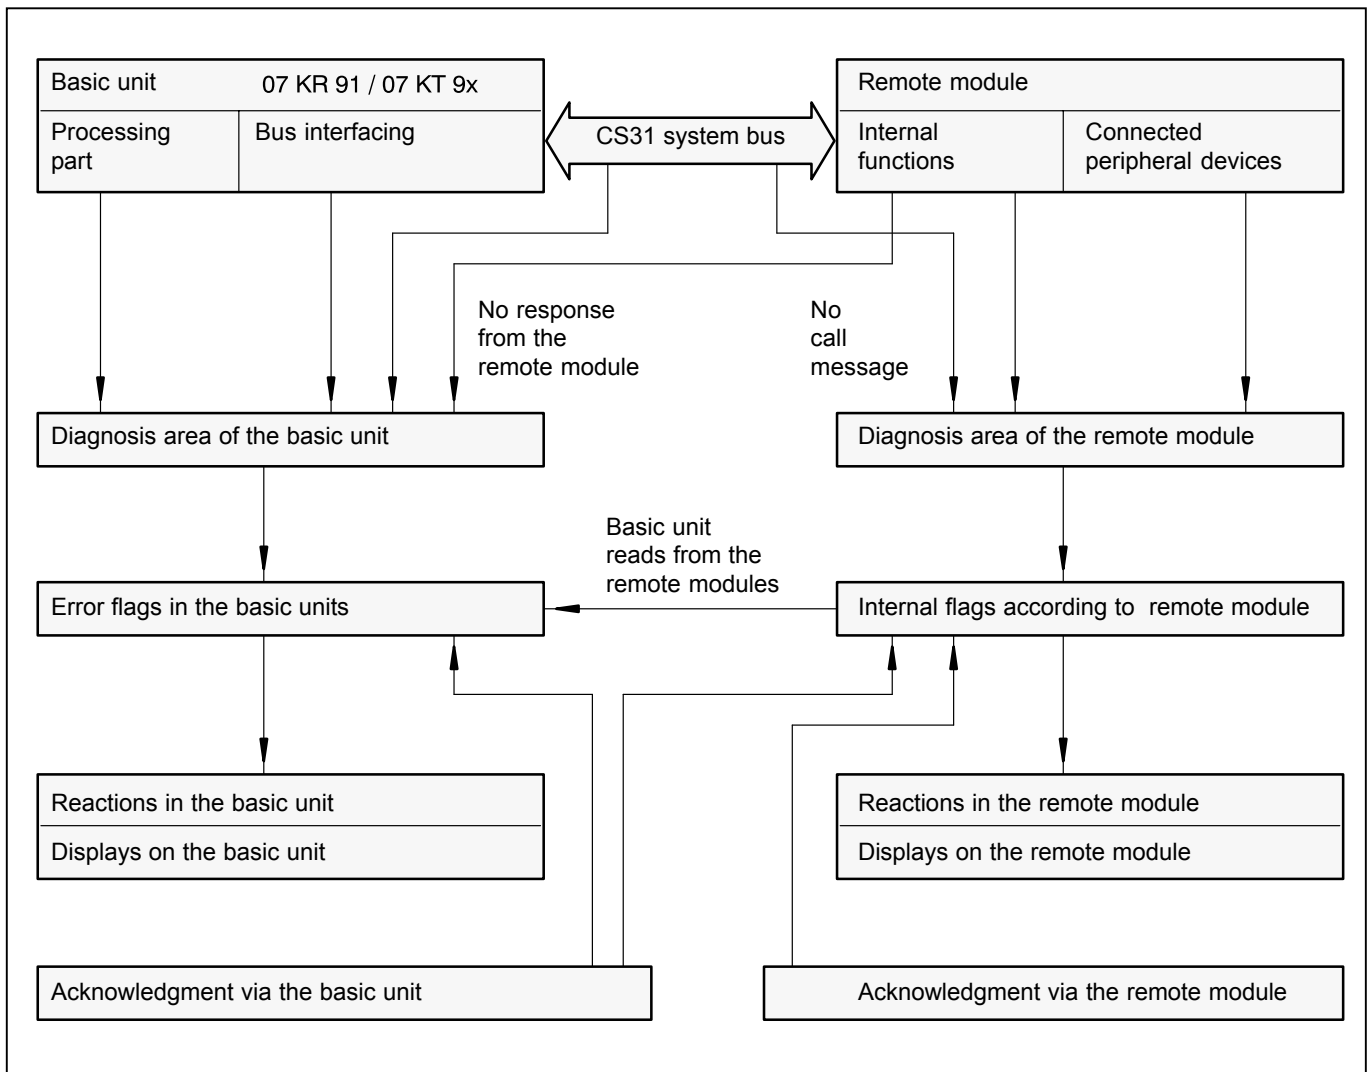 Basic unit 07 KR 91 / 07 KT 9x
Processing
part
Bus interfacing
CS31 system bus
Remote module
Internal
functions
Connected
peripheral devices
No response
from the
remote module
No
call
message
Diagnosis area of the basic unit
Diagnosis area of the remote module
Basic unit
reads from the
remote modules
Error flags in the basic units
Internal flags according to remote module
Reactions in the basic unit
Displays on the basic unit
Reactions in the remote module
Displays on the remote module
Acknowledgment via the basic unit
Acknowledgment via the remote module